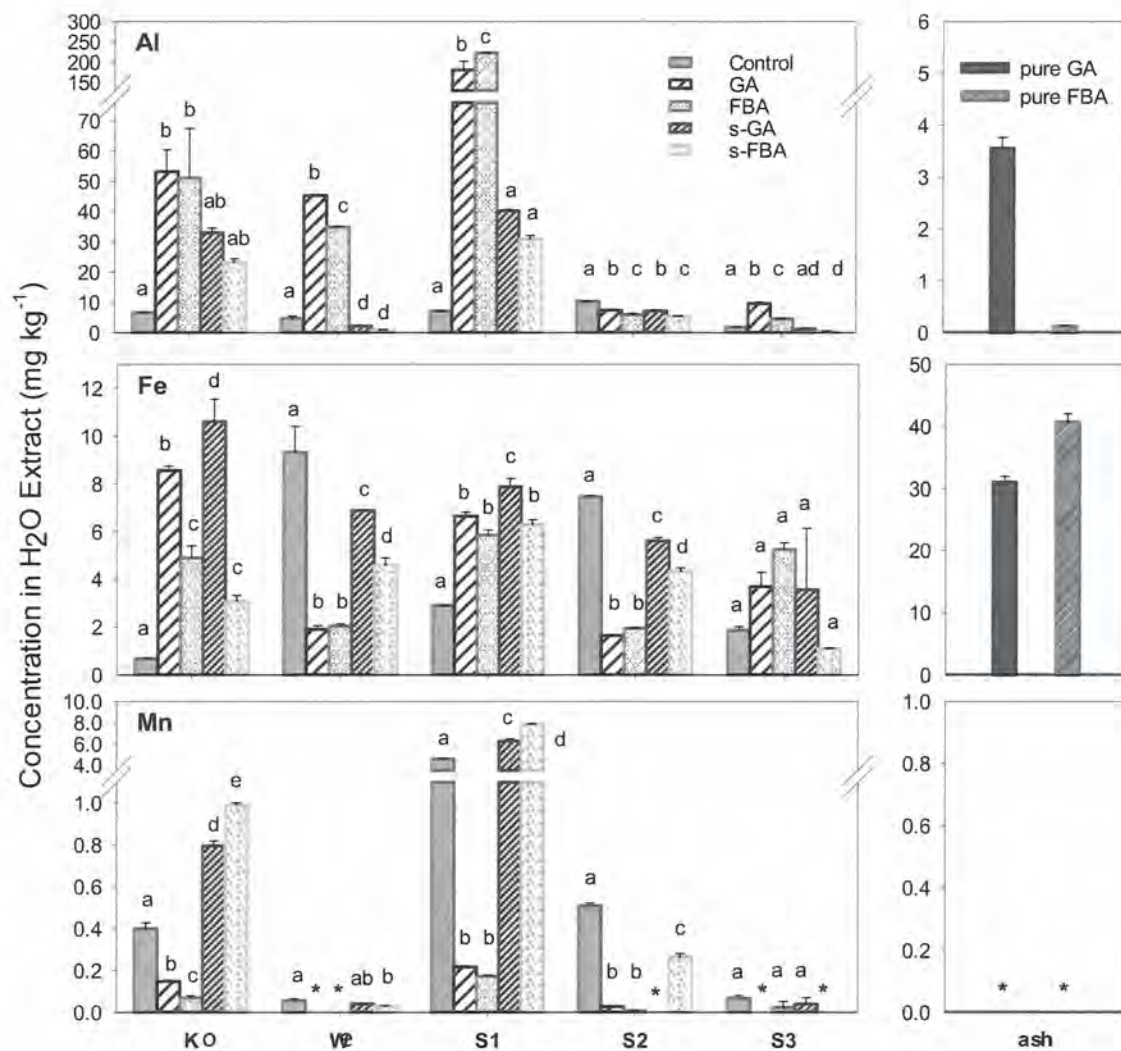 Concentration in H2O Extract (mg kg-1)
Al
300
250
200
150
70
60
50
40
30
20
10
0
a b b ab ab
a b c d d
a b c a a
a b c b c
a b c ad d
Control
GA
FBA
s-GA
s-FBA
6
5
4
3
2
1
0
pure GA
pure FBA
Fe
12
10
8
6
4
2
0
a b c d c
a b b c d
a b b c b
a b b c d
a a a a a
50
40
30
20
10
0
Mn
10.0
8.0
6.0
4.0
1.0
0.8
0.6
0.4
0.2
0.0
a b c d e
a * * ab b
a b b c d
a b b * c
a * a a *
1.0
0.8
0.6
0.4
0.2
0.0
* *
KO We S1 S2 S3 ash